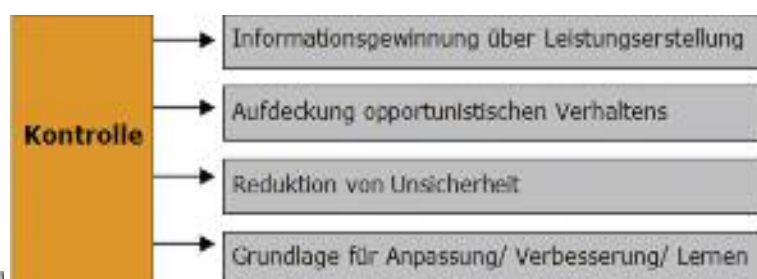 Kontrolle
Informationsgewinnung über Leistungserstellung
Aufdeckung opportunistischen Verhaltens
Reduktion von Unsicherheit
Grundlage für Anpassung/ Verbesserung/ Lernen